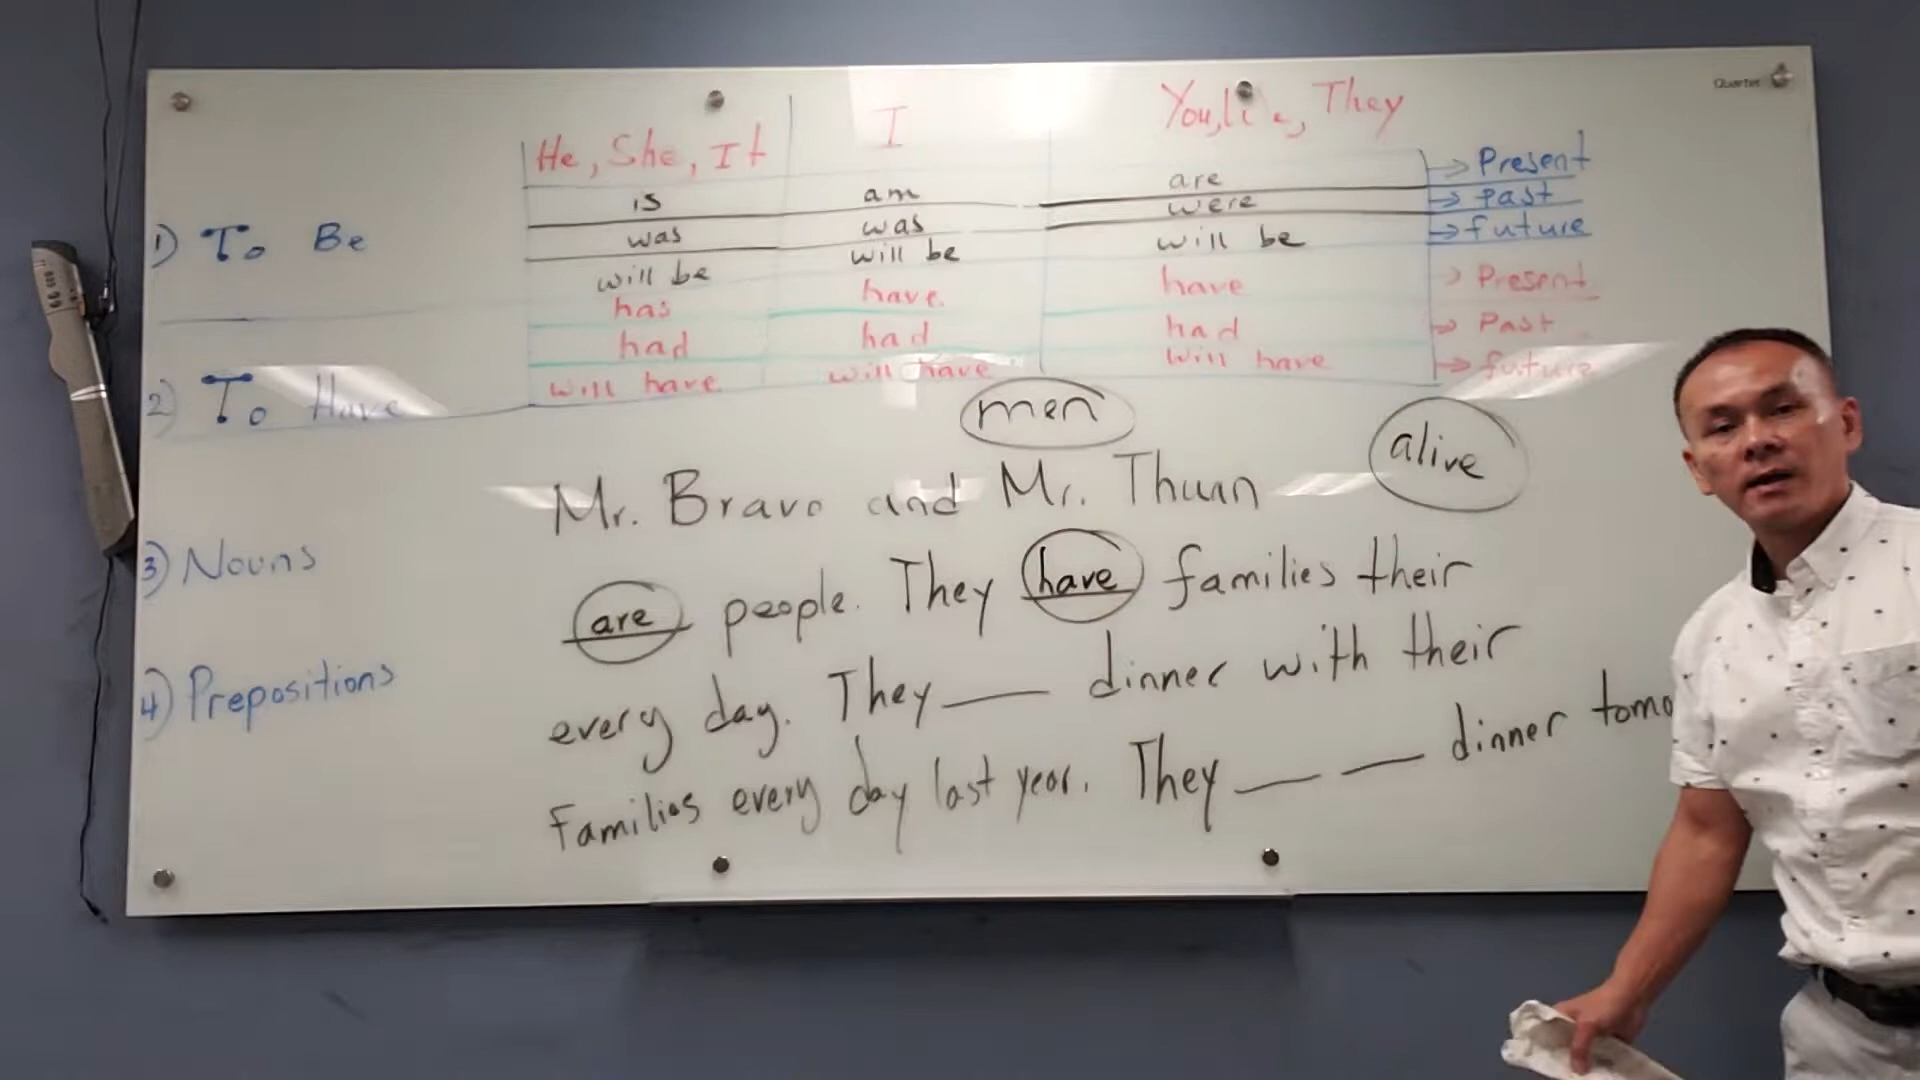 Quartet
He, She, It I You, , They
is am are → Present
1) To Be was was were → past
will be will be will be → future
has have have → Present
had had had → Past
2) To Have will have will have will have → future
men
alive
Mr. Bravo and Mr. Thuan
3) Nouns are people. They have families their
4) Prepositions every day. They ___ dinner with their
Families every day last year. They ___ ___ dinner tomo